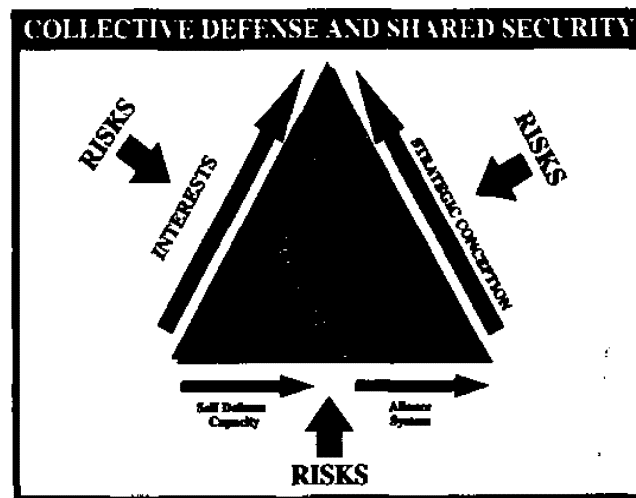 COLLECTIVE DEFENSE AND SHARED SECURITY
RISKS
RISKS
INTERESTS
STRATEGIC CONCEPTION
Self Defense
Capacity
Alliance
System
RISKS